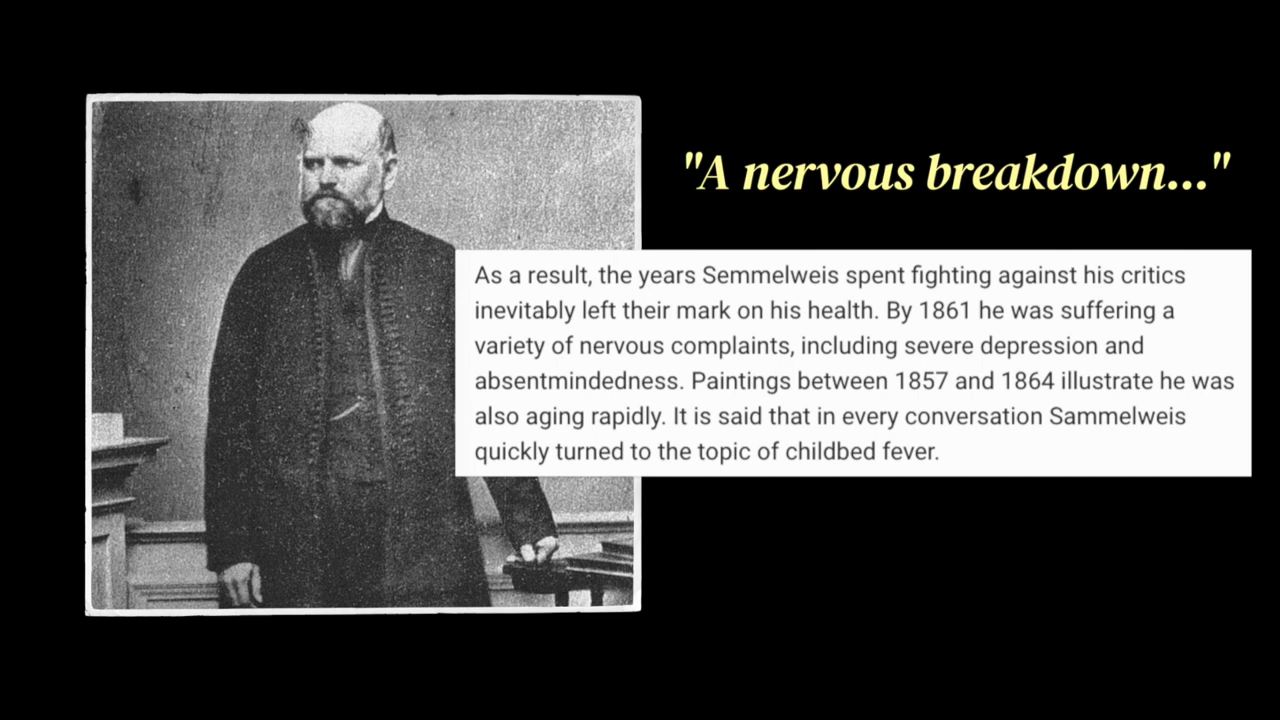 "A nervous breakdown..."
As a result, the years Semmelweis spent fighting against his critics
inevitably left their mark on his health. By 1861 he was suffering a
variety of nervous complaints, including severe depression and
absentmindedness. Paintings between 1857 and 1864 illustrate he was
also aging rapidly. It is said that in every conversation Sammelweis
quickly turned to the topic of childbed fever.